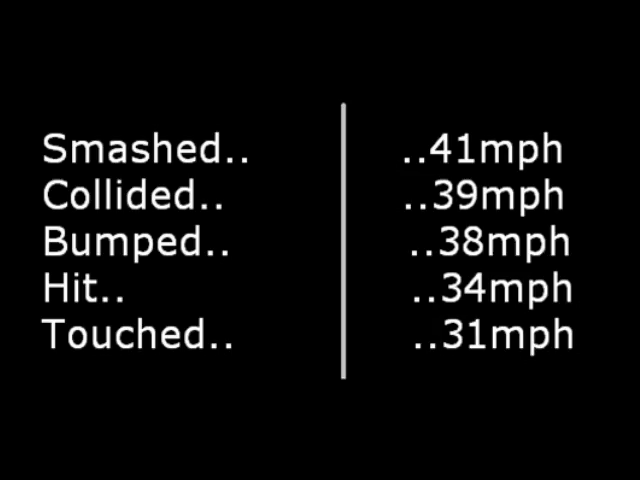 Smashed.. ..41mph
Collided.. ..39mph
Bumped.. ..38mph
Hit.. ..34mph
Touched.. ..31mph